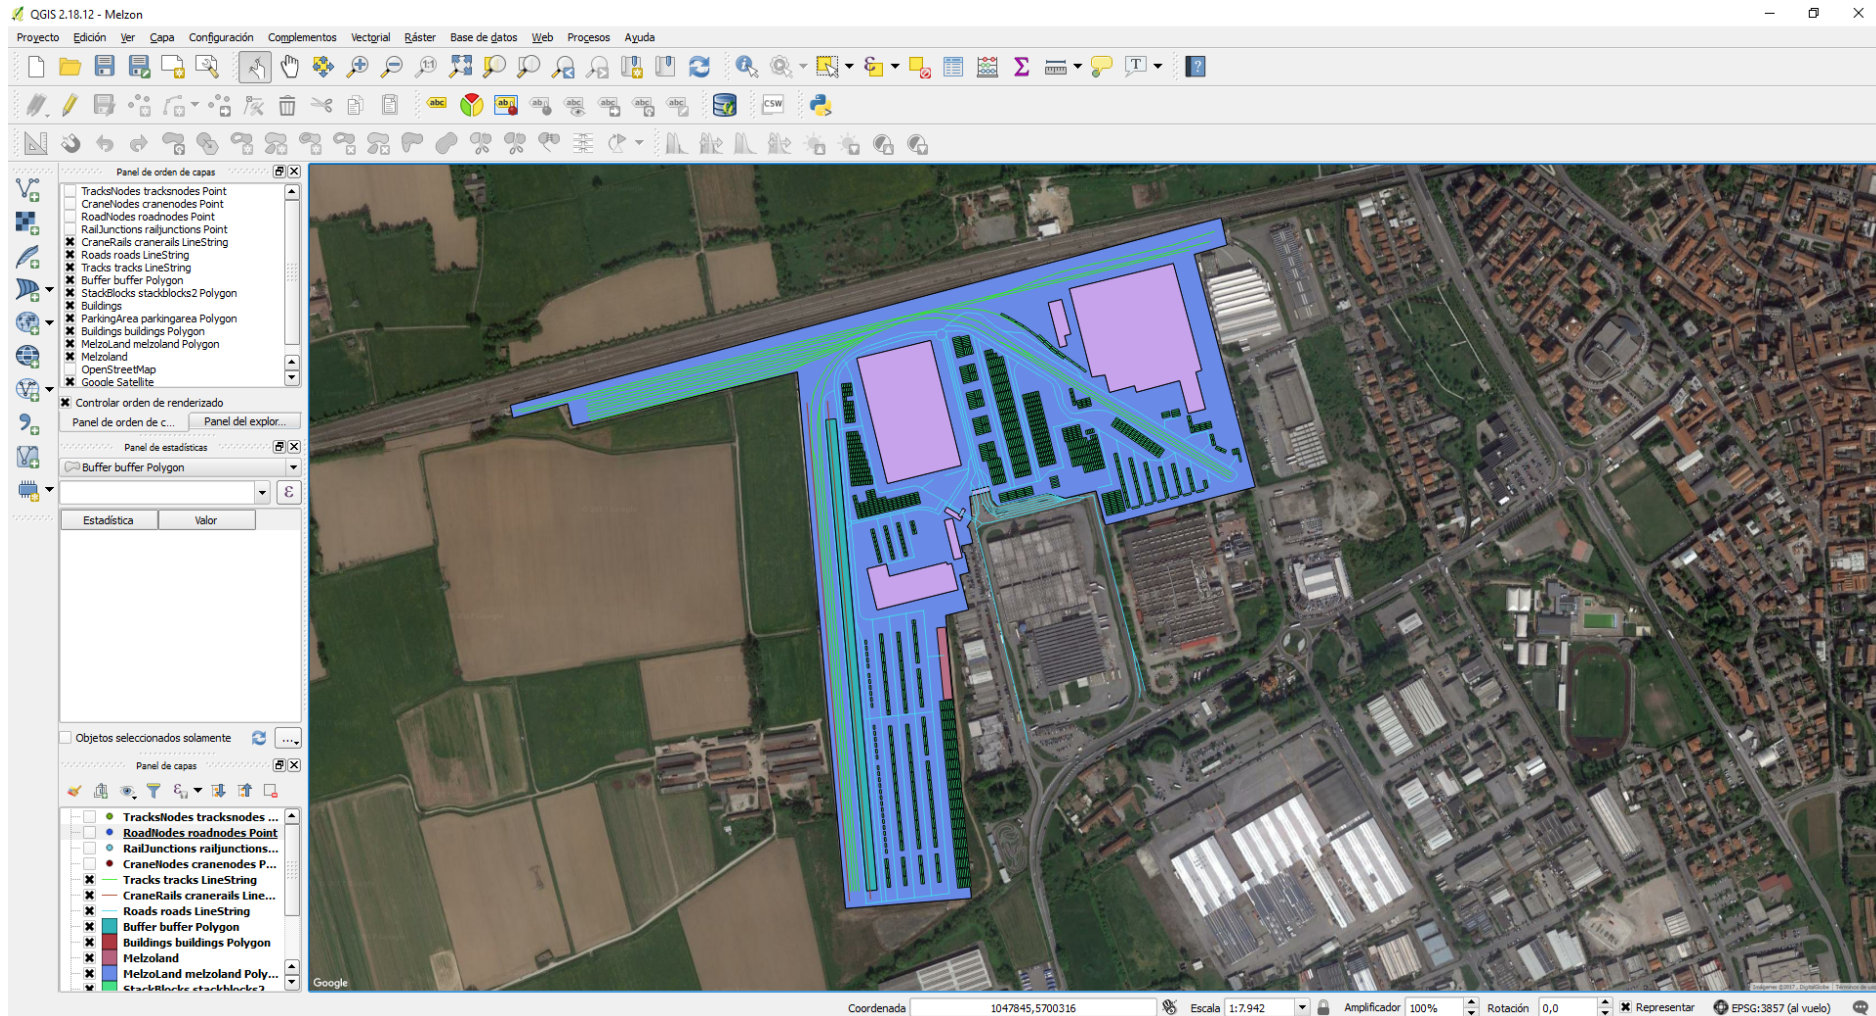 QGIS 2.18.12 - Melzon
Proyecto Edición Ver Capa Configuración Complementos Vectorial Ráster Base de datos Web Procesos Ayuda
1:1
T
?
abc
abc
CSW
Panel de orden de capas
TracksNodes tracksnodes Point
CraneNodes cranenodes Point
RoadNodes roadnodes Point
RailJunctions railjunctions Point
CraneRails cranerails LineString
Roads roads LineString
Tracks tracks LineString
Buffer buffer Polygon
StackBlocks stackblocks2 Polygon
Buildings
ParkingArea parkingarea Polygon
Buildings buildings Polygon
MelzoLand melzoland Polygon
Melzoland
OpenStreetMap
Google Satellite
Controlar orden de renderizado
Panel de orden de c... Panel del explor...
Panel de estadísticas
Buffer buffer Polygon
ε
Estadística Valor
Objetos seleccionados solamente ...
Panel de capas
TracksNodes tracksnodes ...
RoadNodes roadnodes Point
RailJunctions railjunctions...
CraneNodes cranenodes P...
Tracks tracks LineString
CraneRails cranerails Line...
Roads roads LineString
Buffer buffer Polygon
Buildings buildings Polygon
Melzoland
MelzoLand melzoland Poly...
StackBlocks stackblocks2
Google
Coordenada 1047845,5700316 Escala 1:7.942 Amplificador 100% Rotación 0,0 Representar EPSG:3857 (al vuelo)